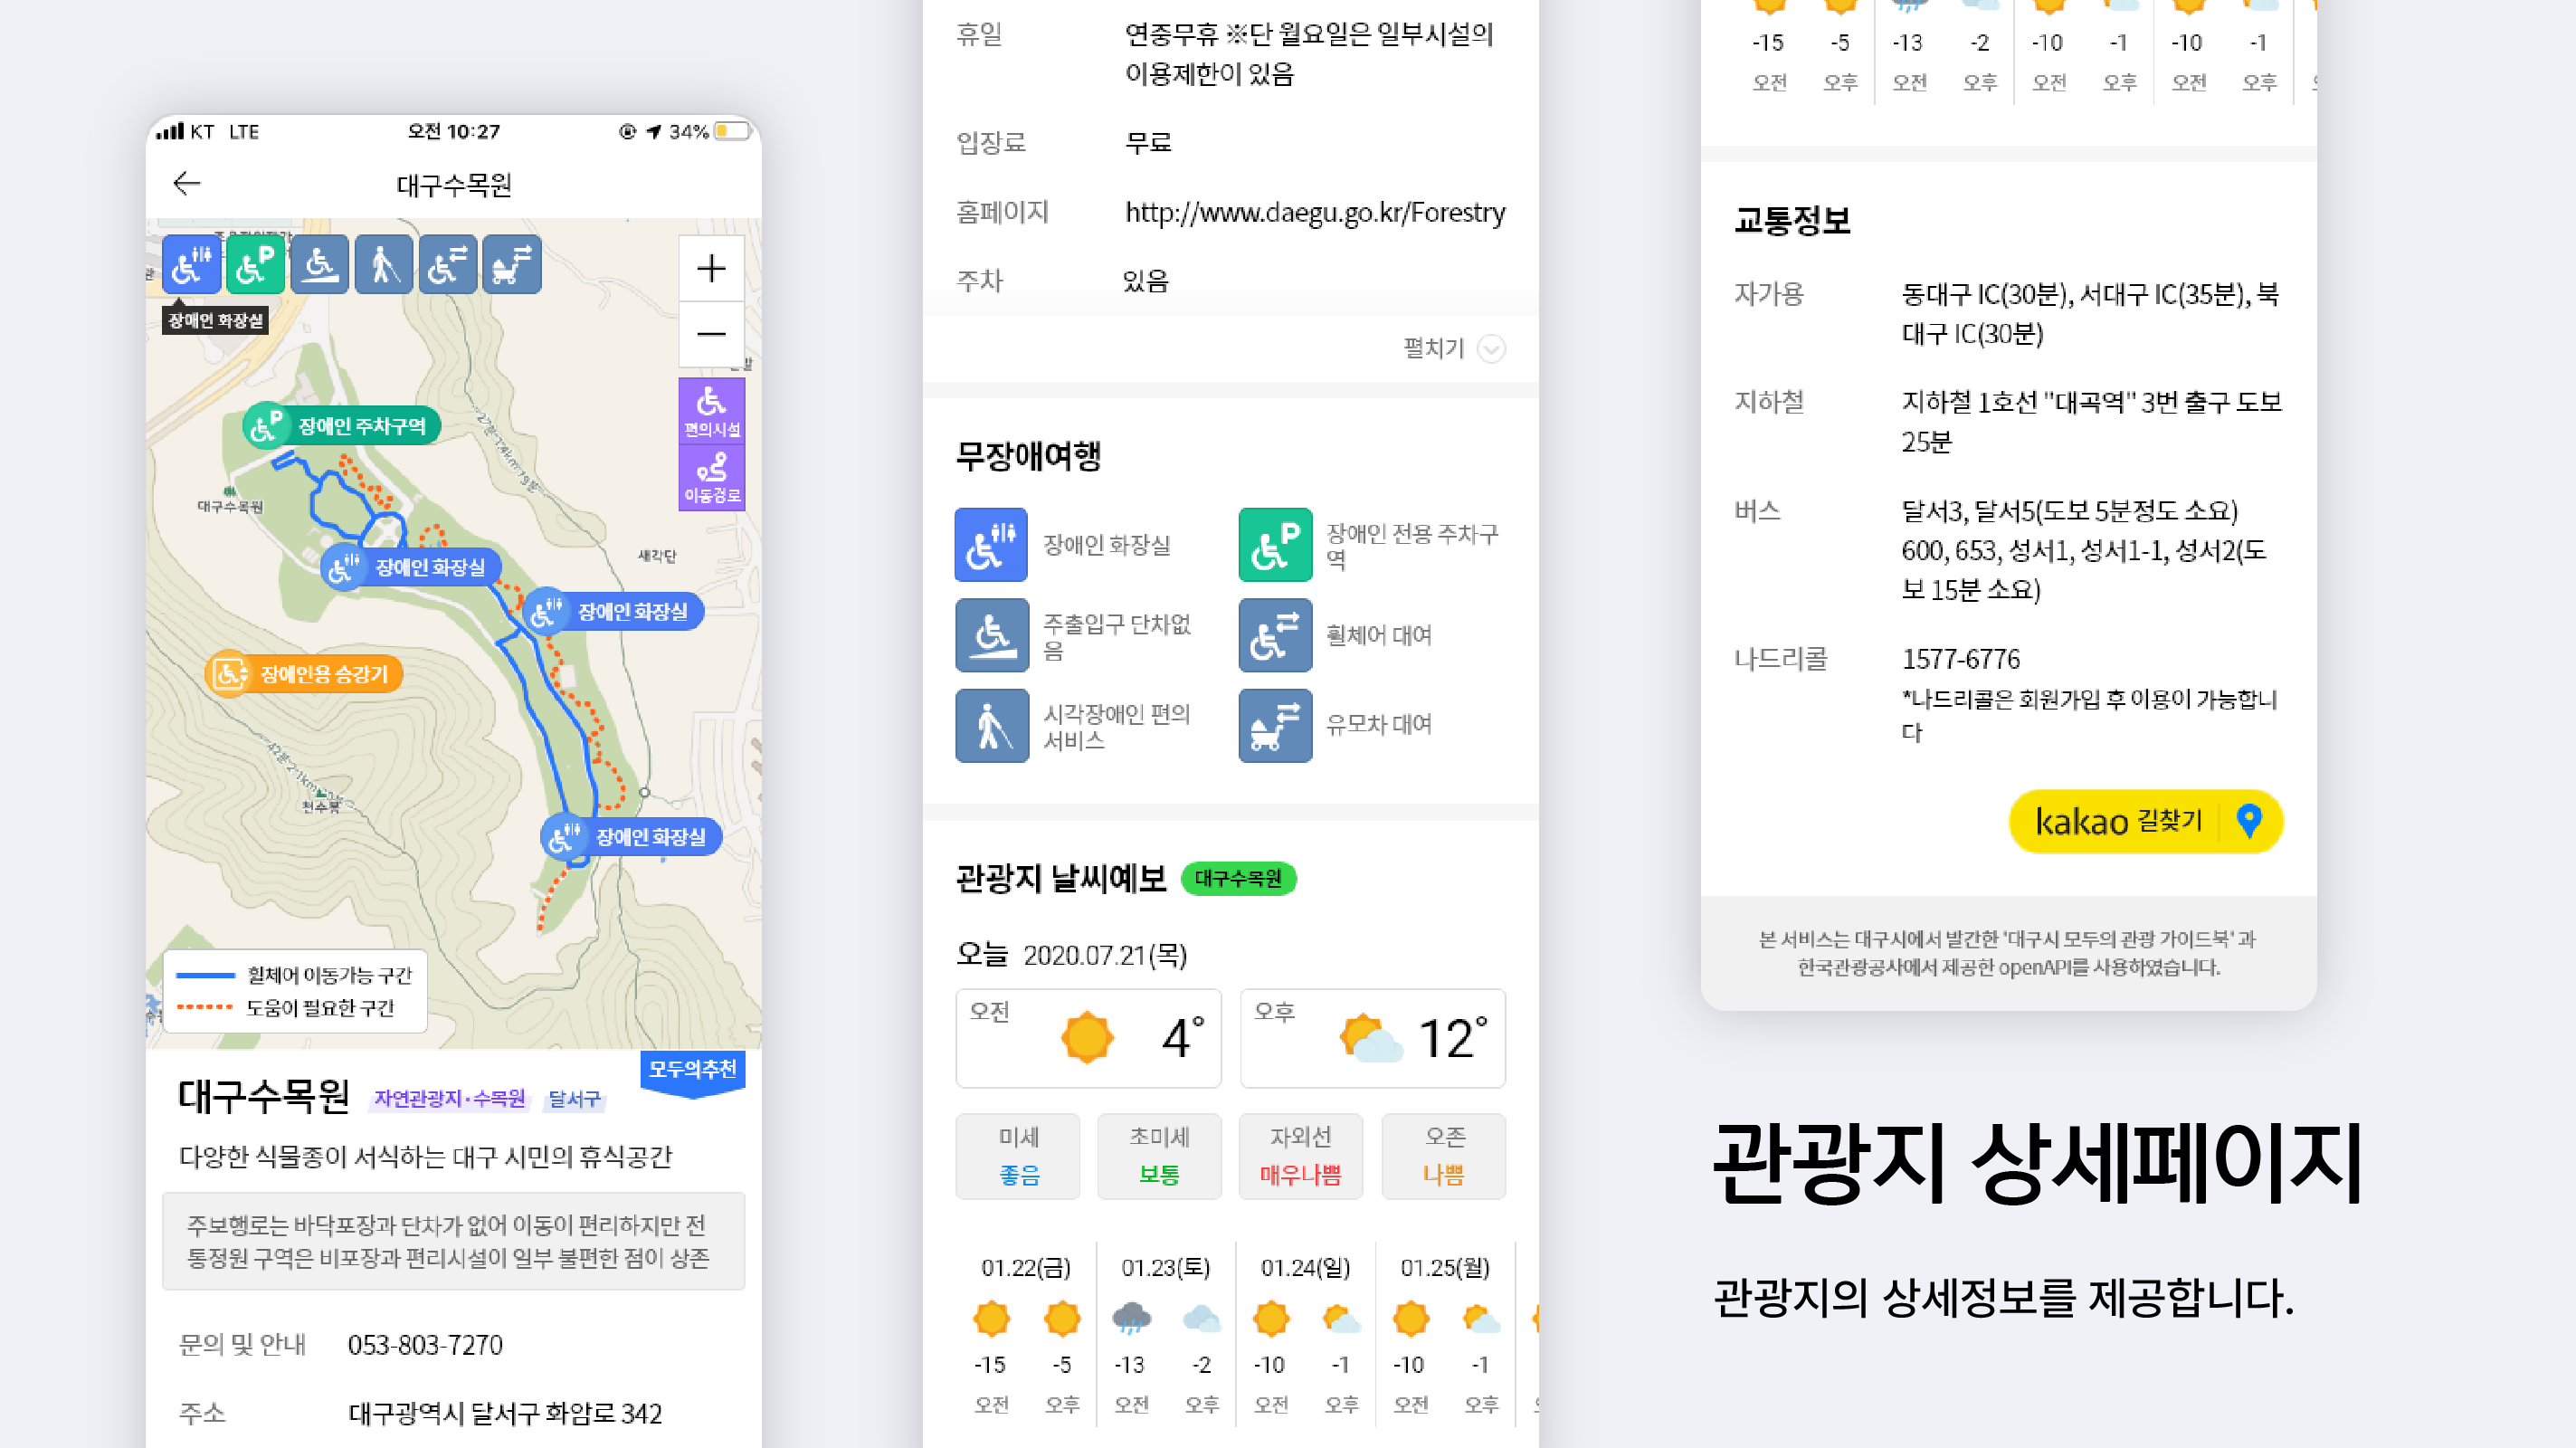 KT LTE
오전 10:27
34%
대구수목원
장애인 화장실
편의시설
이동경로
장애인 주차구역
대구수목원
27분·1.4km·19분
장애인 화장실
새각단
장애인 화장실
장애인용 승강기
천수봉
장애인 화장실
휠체어 이동가능 구간
도움이 필요한 구간
모두의추천
대구수목원 자연관광지·수목원 달서구
다양한 식물종이 서식하는 대구 시민의 휴식공간
주보행로는 바닥포장과 단차가 없어 이동이 편리하지만 전
통정원 구역은 비포장과 편리시설이 일부 불편한 점이 상존
문의 및 안내 053-803-7270
주소 대구광역시 달서구 화암로 342
휴일 연중무휴 ※단 월요일은 일부시설의
이용제한이 있음
입장료 무료
홈페이지 http://www.daegu.go.kr/Forestry
주차 있음
펼치기
무장애여행
장애인 화장실
장애인 전용 주차구
역
주출입구 단차없
음
휠체어 대여
시각장애인 편의
서비스
유모차 대여
관광지 날씨예보 대구수목원
오늘 2020.07.21(목)
오전 4°
오후 12°
미세 초미세 자외선 오존
좋음 보통 매우나쁨 나쁨
01.22(금) 01.23(토) 01.24(일) 01.25(월)
-15 -5 -13 -2 -10 -1 -10 -1
오전 오후 오전 오후 오전 오후 오전 오후
-15 -5 -13 -2 -10 -1 -10 -1
오전 오후 오전 오후 오전 오후 오전 오후
교통정보
자가용 동대구 IC(30분), 서대구 IC(35분), 북
대구 IC(30분)
지하철 지하철 1호선 "대곡역" 3번 출구 도보
25분
버스 달서3, 달서5(도보 5분정도 소요)
600, 653, 성서1, 성서1-1, 성서2(도
보 15분 소요)
나드리콜 1577-6776
*나드리콜은 회원가입 후 이용이 가능합니
다
kakao 길찾기
본 서비스는 대구시에서 발간한 '대구시 모두의 관광 가이드북' 과
한국관광공사에서 제공한 openAPI를 사용하였습니다.
관광지 상세페이지
관광지의 상세정보를 제공합니다.